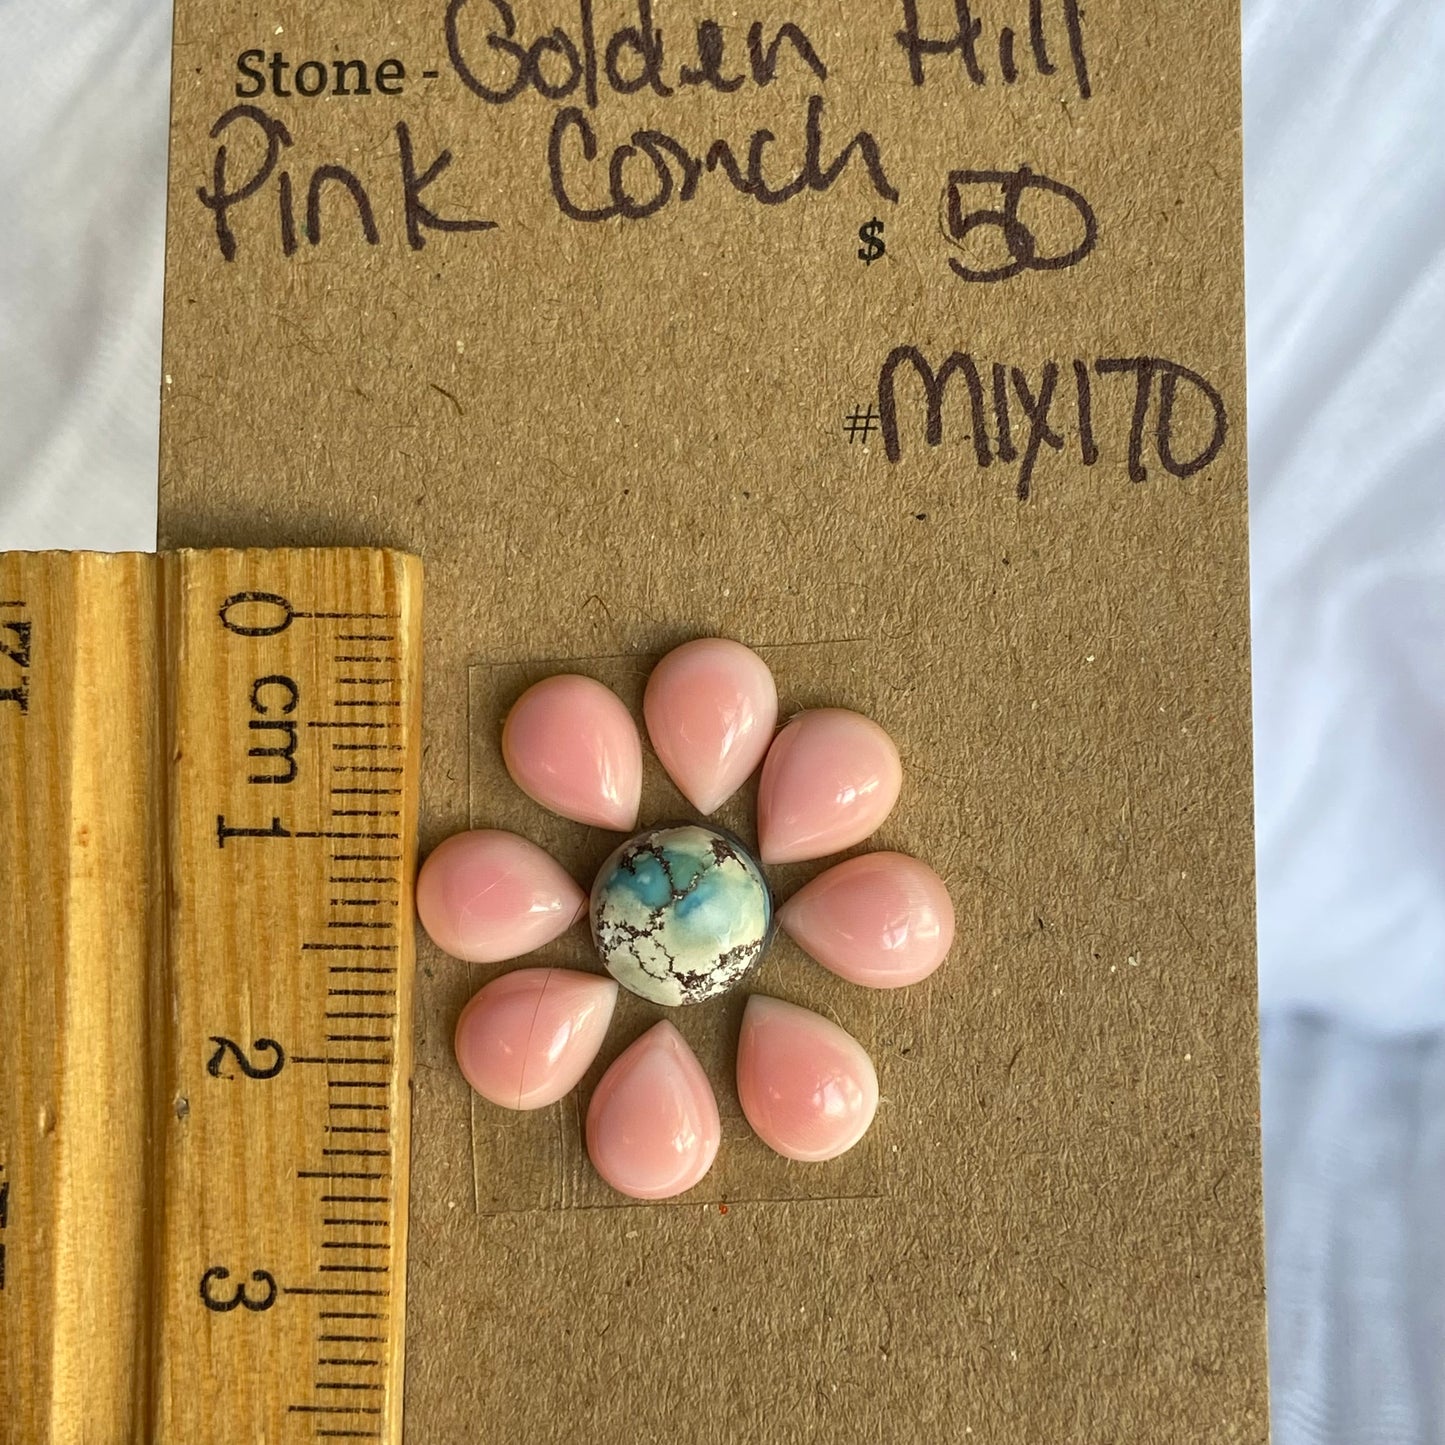 Stone - Golden Hill
Pink Conch
$ 50
#MIX170
0 cm 1
2
3